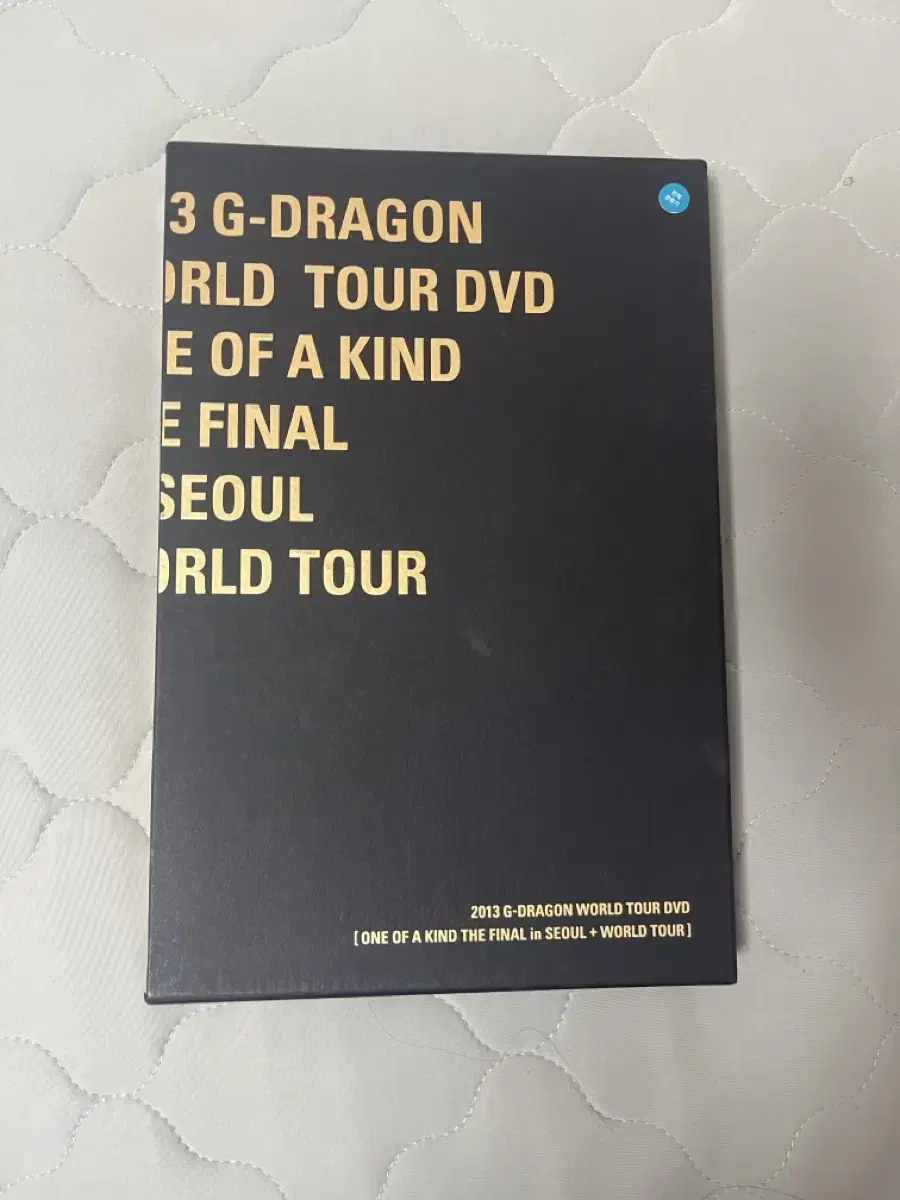 3 G-DRAGON
ORLD TOUR DVD
E OF A KIND
E FINAL
SEOUL
ORLD TOUR
2013 G-DRAGON WORLD TOUR DVD
[ ONE OF A KIND THE FINAL in SEOUL + WORLD TOUR ]